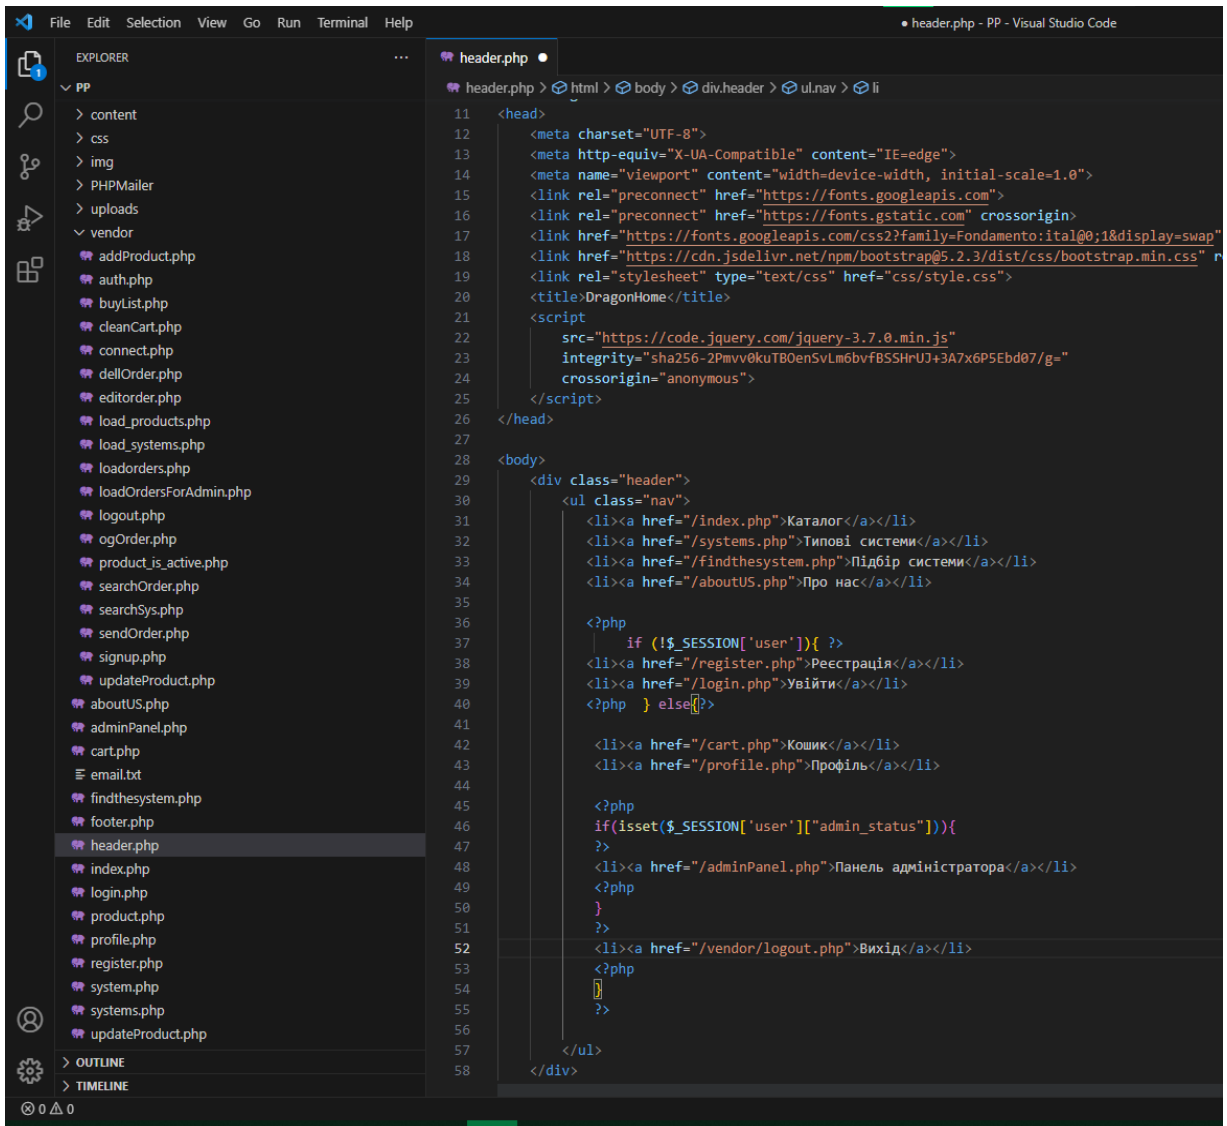 File Edit Selection View Go Run Terminal Help
● header.php - PP - Visual Studio Code
EXPLORER
PP
content
css
img
PHPMailer
uploads
vendor
addProduct.php
auth.php
buyList.php
cleanCart.php
connect.php
dellOrder.php
editorder.php
load_products.php
load_systems.php
loadorders.php
loadOrdersForAdmin.php
logout.php
ogOrder.php
product_is_active.php
searchOrder.php
searchSys.php
sendOrder.php
signup.php
updateProduct.php
aboutUS.php
adminPanel.php
cart.php
email.txt
findthesystem.php
footer.php
header.php
index.php
login.php
product.php
profile.php
register.php
system.php
systems.php
updateProduct.php
OUTLINE
TIMELINE
1
header.php ●
header.php > html > body > div.header > ul.nav > li
11 <head>
12 <meta charset="UTF-8">
13 <meta http-equiv="X-UA-Compatible" content="IE=edge">
14 <meta name="viewport" content="width=device-width, initial-scale=1.0">
15 <link rel="preconnect" href="https://fonts.googleapis.com">
16 <link rel="preconnect" href="https://fonts.gstatic.com" crossorigin>
17 <link href="https://fonts.googleapis.com/css2?family=Fondamento:ital@0;1&display=swap"
18 <link href="https://cdn.jsdelivr.net/npm/bootstrap@5.2.3/dist/css/bootstrap.min.css" r
19 <link rel="stylesheet" type="text/css" href="css/style.css">
20 <title>DragonHome</title>
21 <script
22 src="https://code.jquery.com/jquery-3.7.0.min.js"
23 integrity="sha256-2Pmvv0kuTBOenSvLm6bvfBSSHrUJ+3A7x6P5Ebd07/g="
24 crossorigin="anonymous">
25 </script>
26 </head>
27
28 <body>
29 <div class="header">
30 <ul class="nav">
31 <li><a href="/index.php">Каталог</a></li>
32 <li><a href="/systems.php">Типові системи</a></li>
33 <li><a href="/findthesystem.php">Підбір системи</a></li>
34 <li><a href="/aboutUS.php">Про нас</a></li>
35
36 <?php
37 if (!$_SESSION['user']){ ?>
38 <li><a href="/register.php">Реєстрація</a></li>
39 <li><a href="/login.php">Увійти</a></li>
40 <?php } else{?>
41
42 <li><a href="/cart.php">Кошик</a></li>
43 <li><a href="/profile.php">Профіль</a></li>
44
45 <?php
46 if(isset($_SESSION['user']["admin_status"])){
47 ?>
48 <li><a href="/adminPanel.php">Панель адміністратора</a></li>
49 <?php
50 }
51 ?>
52 <li><a href="/vendor/logout.php">Вихід</a></li>
53 <?php
54 }
55 ?>
56
57 </ul>
58 </div>
0 0